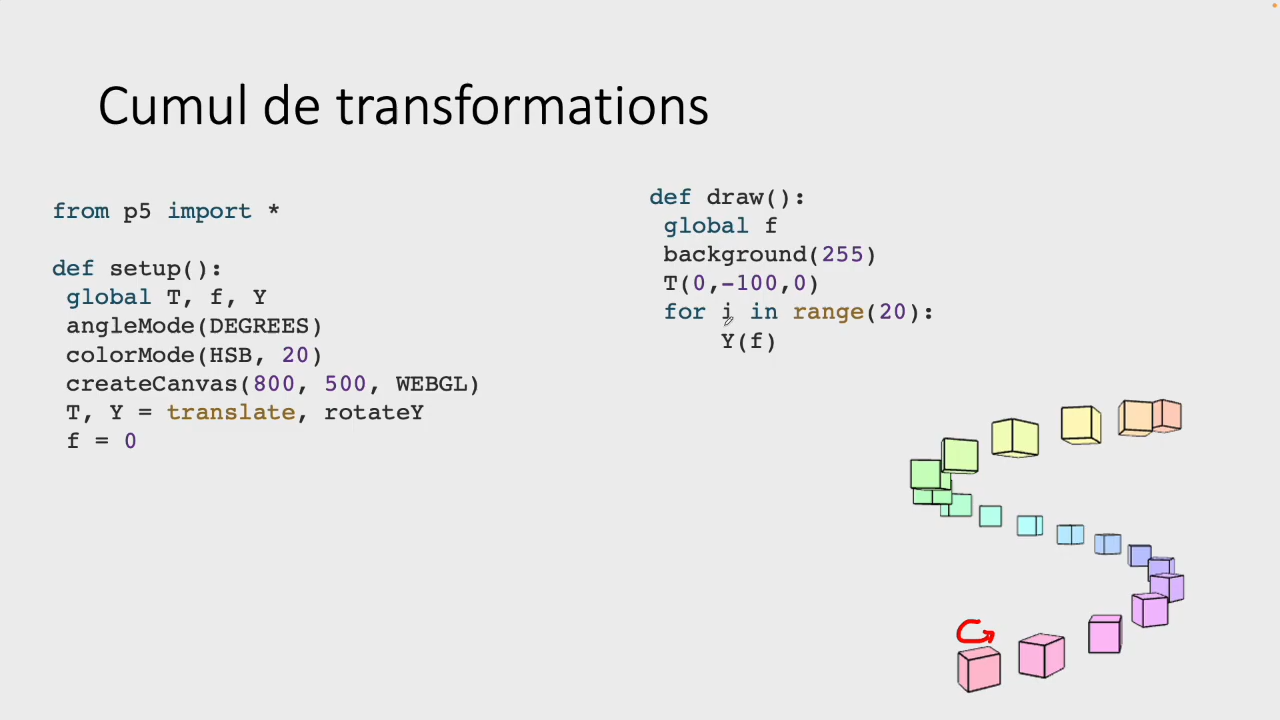 Cumul de transformations
from p5 import *
def setup():
global T, f, Y
angleMode(DEGREES)
colorMode(HSB, 20)
createCanvas(800, 500, WEBGL)
T, Y = translate, rotateY
f = 0
def draw():
global f
background(255)
T(0,-100,0)
for i in range(20):
Y(f)